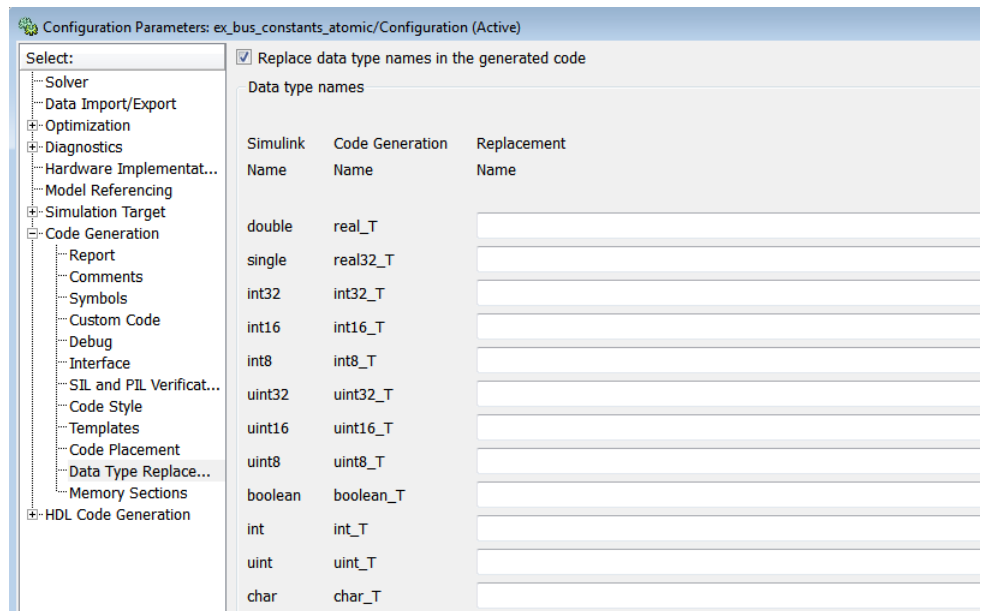 Configuration Parameters: ex_bus_constants_atomic/Configuration (Active)
Select:
Solver
Data Import/Export
Optimization
Diagnostics
Hardware Implementat...
Model Referencing
Simulation Target
Code Generation
Report
Comments
Symbols
Custom Code
Debug
Interface
SIL and PIL Verificat...
Code Style
Templates
Code Placement
Data Type Replace...
Memory Sections
HDL Code Generation
Replace data type names in the generated code
Data type names
Simulink Code Generation Replacement
Name Name Name
double real_T
single real32_T
int32 int32_T
int16 int16_T
int8 int8_T
uint32 uint32_T
uint16 uint16_T
uint8 uint8_T
boolean boolean_T
int int_T
uint uint_T
char char_T